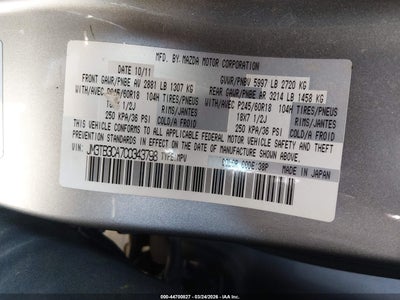 MFD. BY MAZDA MOTOR CORPORATION
DATE 10/11 GVWR/PNBV 5997 LB 2720 KG
FRONT GAWR/PNBE AV 2881 LB 1307 KG REAR GAWR/PNBE AR 3214 LB 1458 KG
WITH/AVEC P245/60R18 104H TIRES/PNEUS WITH/AVEC P245/60R18 104H TIRES/PNEUS
18X7 1/2J RIMS/JANTES 18X7 1/2J RIMS/JANTES
250 KPA/36 PSI COLD/A FROID 250 KPA/36 PSI COLD/A FROID
THIS VEHICLE CONFORMS TO ALL APPLICABLE FEDERAL MOTOR VEHICLE SAFETY AND THEFT PREVENTION STANDARDS IN EFFECT ON THE DATE OF MANUFACTURE SHOWN ABOVE.
VIN: JM3TB3CA7C0343798 TYPE:MPV COLOR CODE:38P MADE IN JAPAN
ID: 44700827 • 03/24/2026 • IAA Inc.